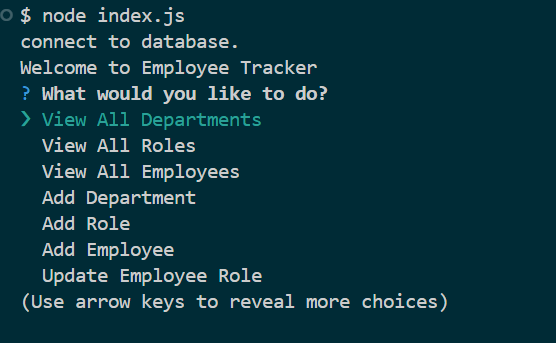 $ node index.js
connect to database.
Welcome to Employee Tracker
? What would you like to do?
❯ View All Departments
View All Roles
View All Employees
Add Department
Add Role
Add Employee
Update Employee Role
(Use arrow keys to reveal more choices)